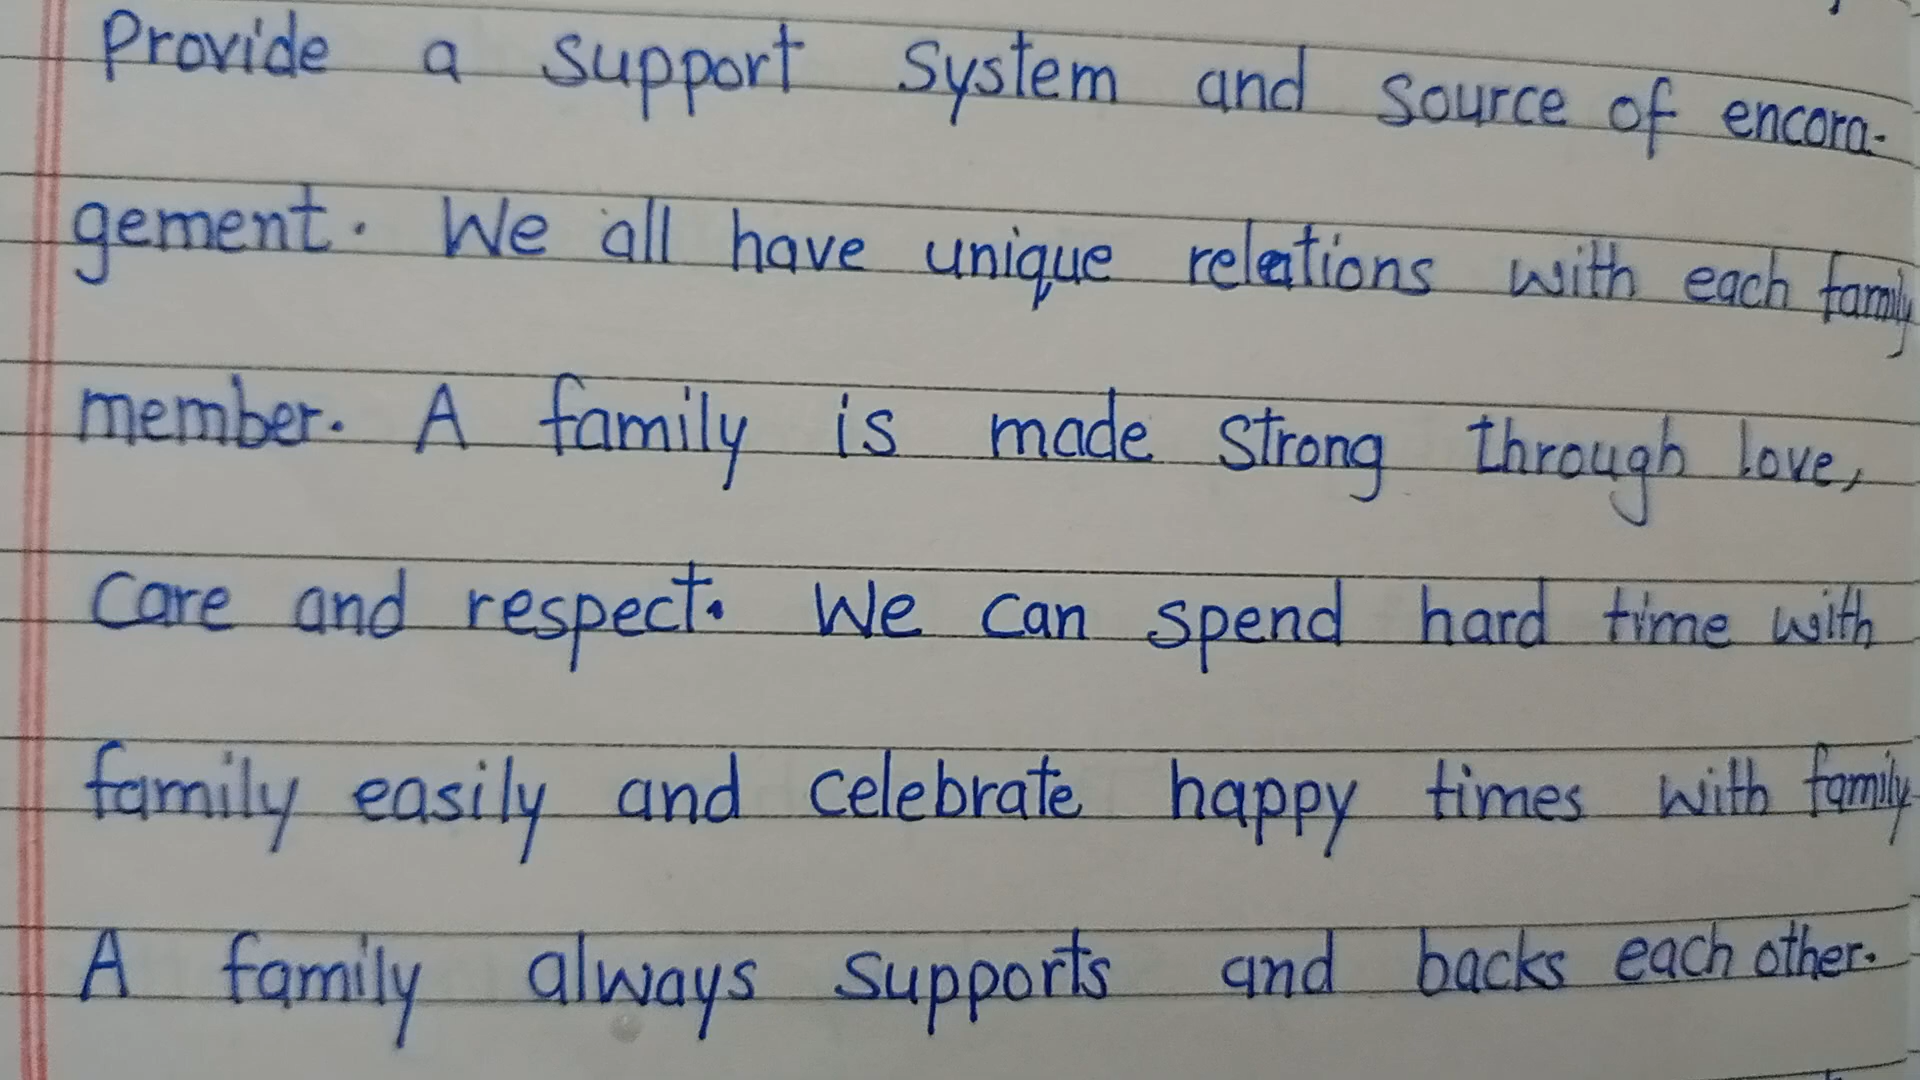 Provide a support system and source of encora-
gement. We all have unique relations with each family
member. A family is made strong through love,
care and respect. We can spend hard time with
family easily and celebrate happy times with family
A family always supports and backs each other.